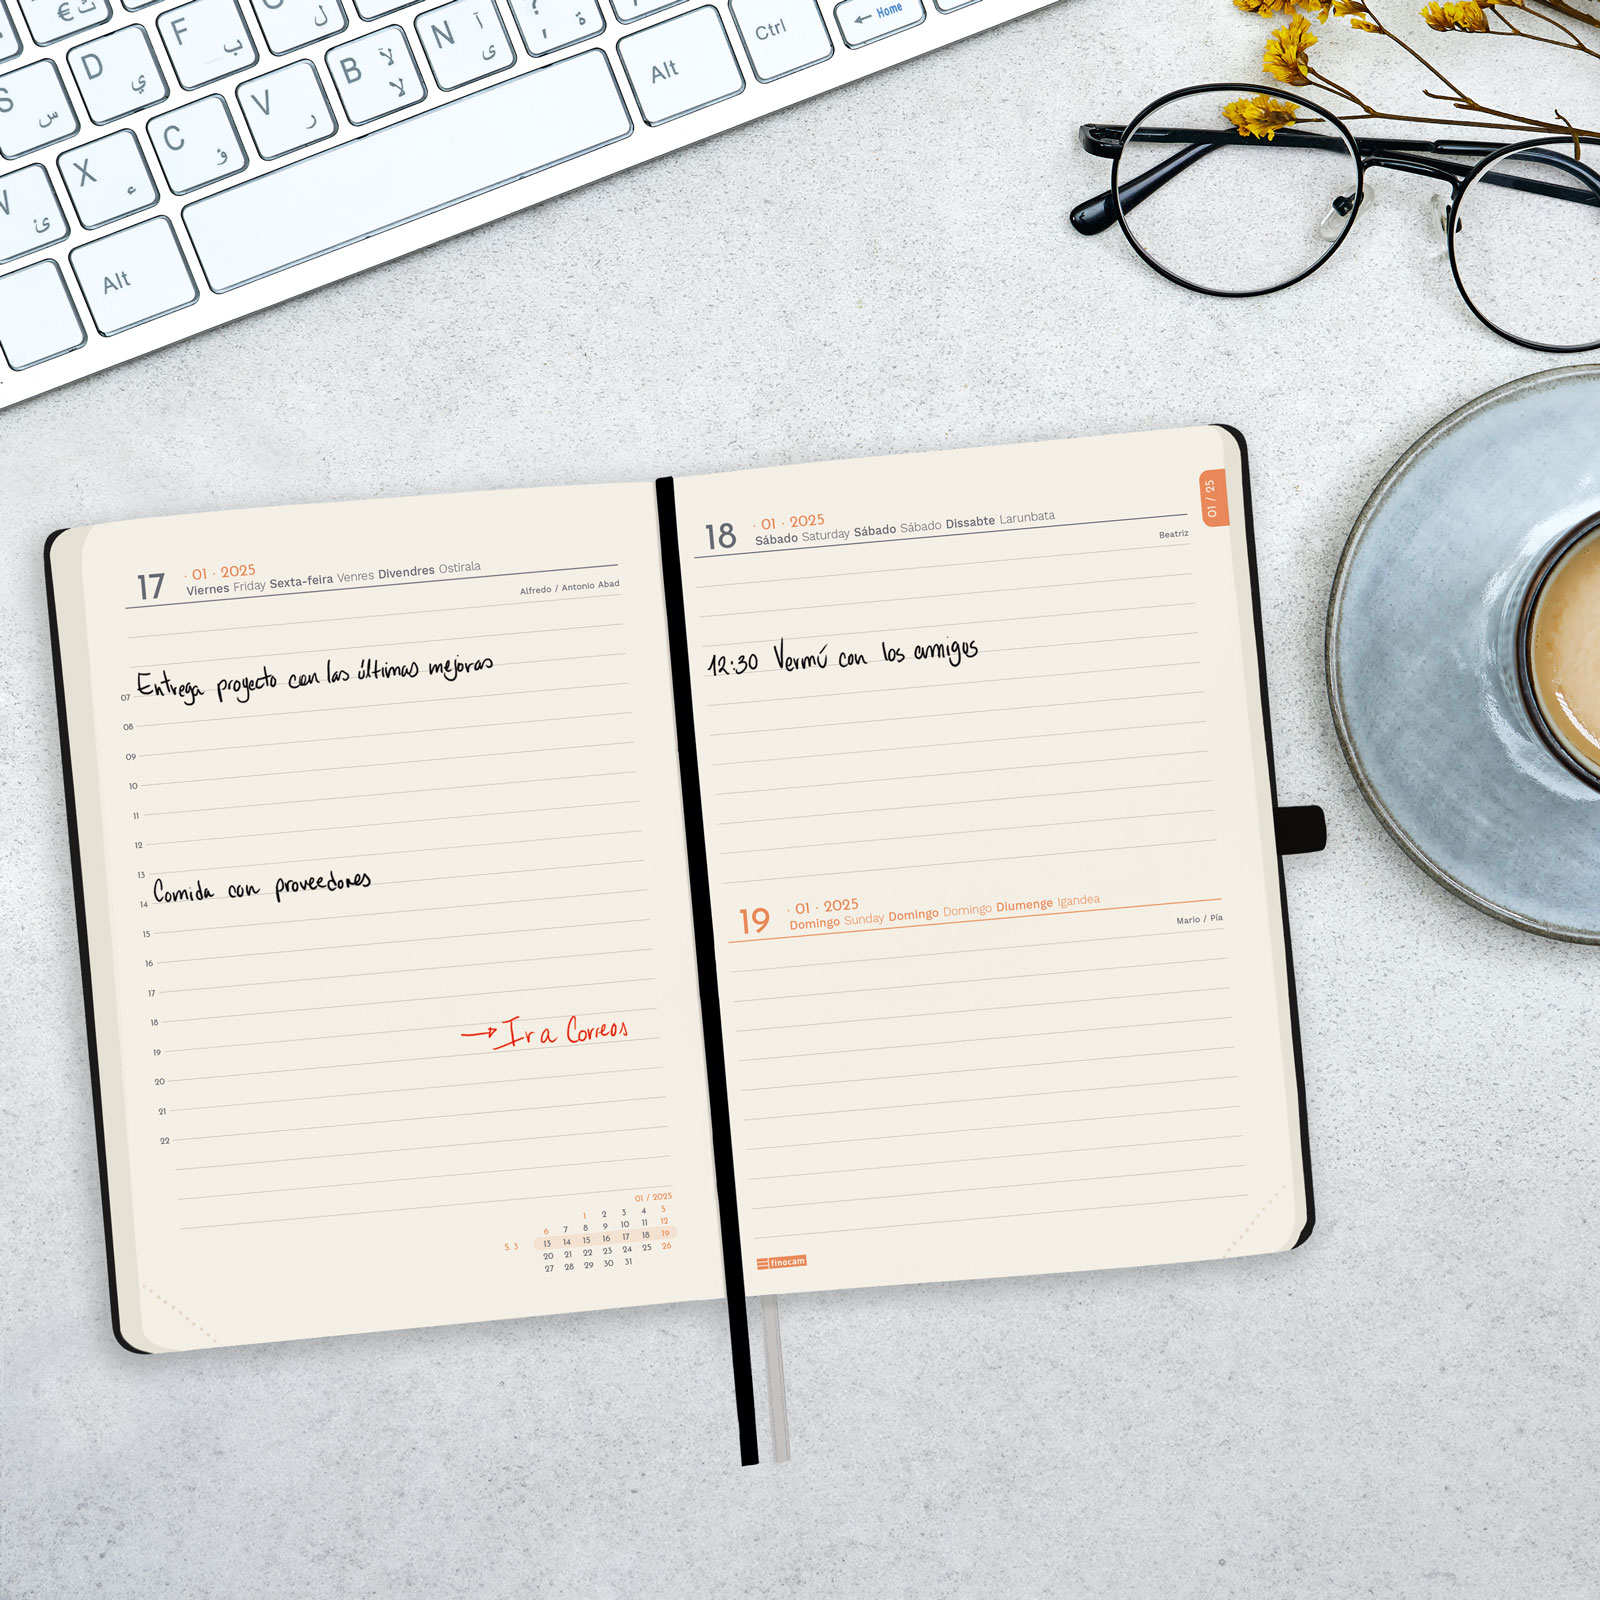 € ث
D ي
F ب
ل
S س
X ء
C ؤ
V ر
B لآ لا
N آ ى
؟ ة
Alt
Ctrl
← Home
ئ
Alt
17 · 01 · 2025
Viernes Friday Sexta-feira Venres Divendres Ostirala
Alfredo / Antonio Abad
Entrega proyecto con las últimas mejoras
07
08
09
10
11
12
13
Comida con proveedores
14
15
16
17
18
→ Ir a Correos
19
20
21
22
01 / 2025
1 2 3 4 5
6 7 8 9 10 11 12
S. 3 13 14 15 16 17 18 19
20 21 22 23 24 25 26
27 28 29 30 31
01 / 25
18 · 01 · 2025
Sábado Saturday Sábado Sábado Dissabte Larunbata
Beatriz
12:30 Vermú con los amigos
19 · 01 · 2025
Domingo Sunday Domingo Domingo Diumenge Igandea
Mario / Pía
finocam